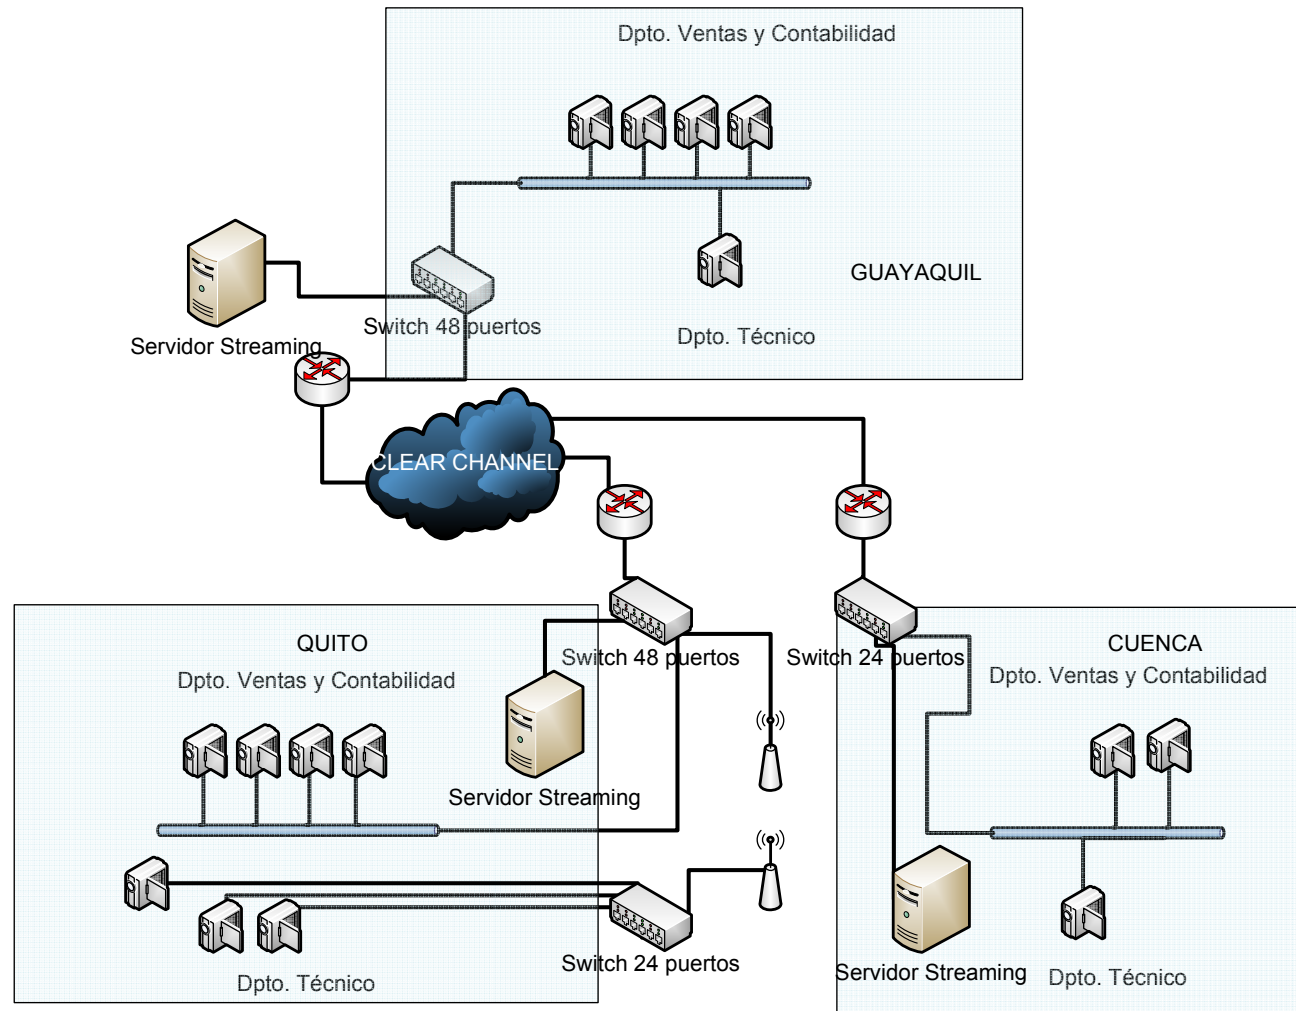 Dpto. Ventas y Contabilidad
GUAYAQUIL
Switch 48 puertos
Dpto. Técnico
Servidor Streaming
CLEAR CHANNEL
QUITO
Dpto. Ventas y Contabilidad
Switch 48 puertos
Servidor Streaming
Switch 24 puertos
Dpto. Técnico
Switch 24 puertos
CUENCA
Dpto. Ventas y Contabilidad
Servidor Streaming
Dpto. Técnico